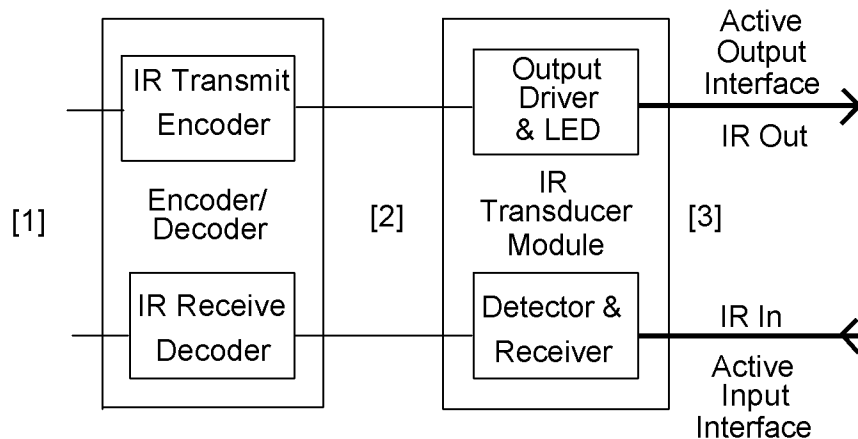 IR Transmit
Encoder
Output
Driver
& LED
Active
Output
Interface
IR Out
[1]
Encoder/
Decoder
[2]
IR
Transducer
Module
[3]
IR Receive
Decoder
Detector &
Receiver
IR In
Active
Input
Interface